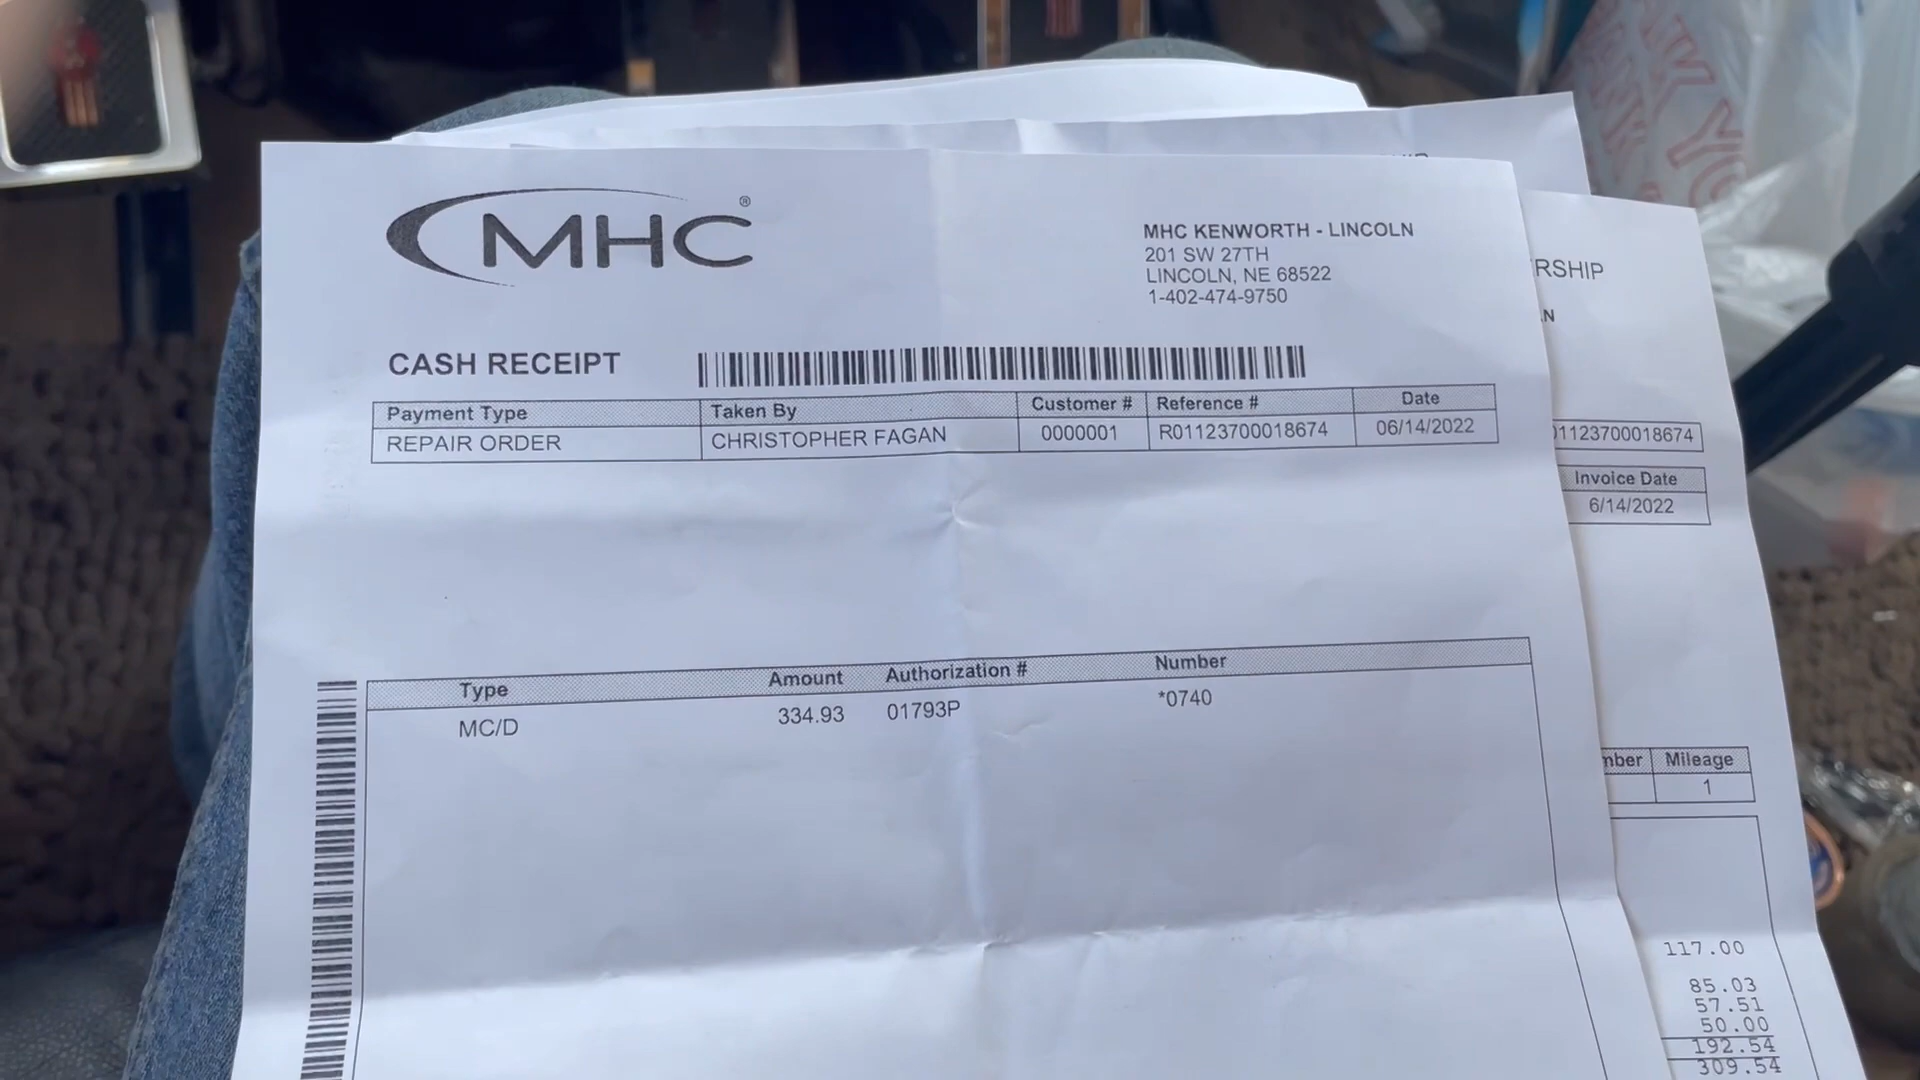 MHC®
MHC KENWORTH - LINCOLN
201 SW 27TH
LINCOLN, NE 68522
1-402-474-9750
CASH RECEIPT
Payment Type Taken By Customer # Reference # Date
REPAIR ORDER CHRISTOPHER FAGAN 0000001 R01123700018674 06/14/2022
Type Amount Authorization # Number
MC/D 334.93 01793P *0740
RSHIP
N
01123700018674
Invoice Date
6/14/2022
mber Mileage
1
117.00
85.03
57.51
50.00
192.54
309.54
YOU